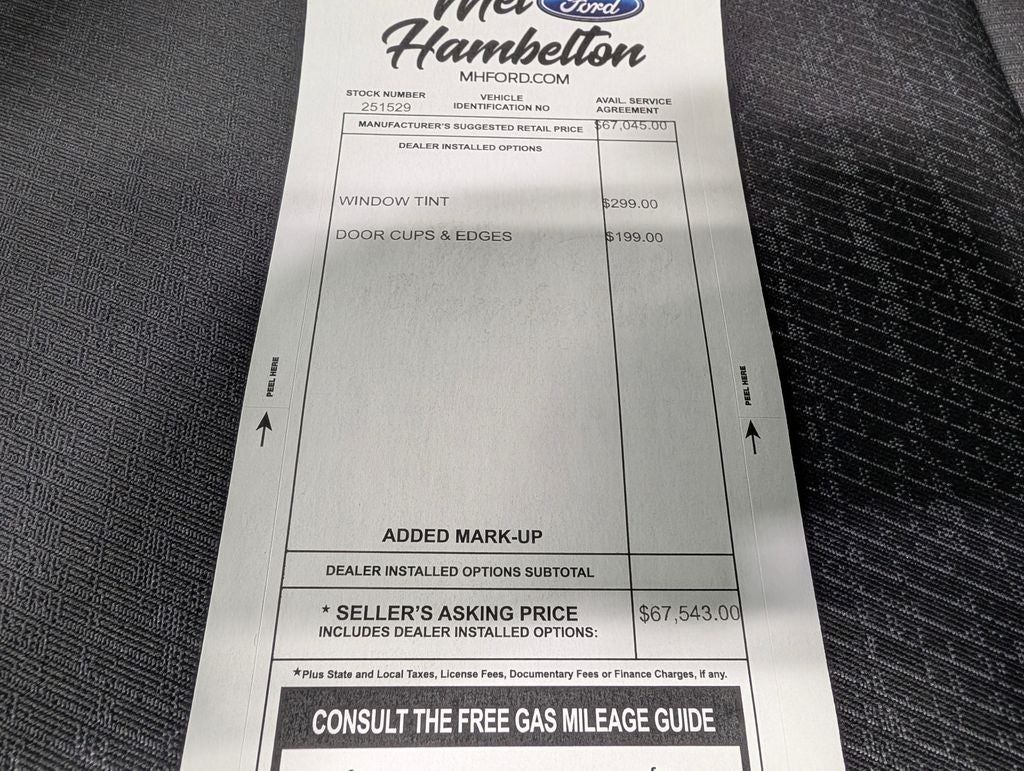 Mel Ford
Hambelton
MHFORD.COM
STOCK NUMBER
251529
VEHICLE
IDENTIFICATION NO
AVAIL. SERVICE
AGREEMENT
MANUFACTURER'S SUGGESTED RETAIL PRICE $67,045.00
DEALER INSTALLED OPTIONS
WINDOW TINT $299.00
DOOR CUPS & EDGES $199.00
PEEL HERE
PEEL HERE
ADDED MARK-UP
DEALER INSTALLED OPTIONS SUBTOTAL
* SELLER'S ASKING PRICE $67,543.00
INCLUDES DEALER INSTALLED OPTIONS:
*Plus State and Local Taxes, License Fees, Documentary Fees or Finance Charges, if any.
CONSULT THE FREE GAS MILEAGE GUIDE